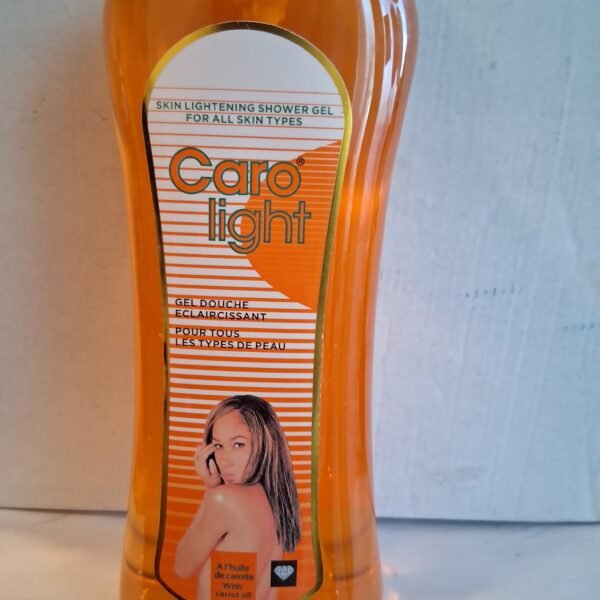 SKIN LIGHTENING SHOWER GEL
FOR ALL SKIN TYPES
Caro®
light
GEL DOUCHE
ECLAIRCISSANT
POUR TOUS
LES TYPES DE PEAU
A l'huile
de carotte
With
carrot oil